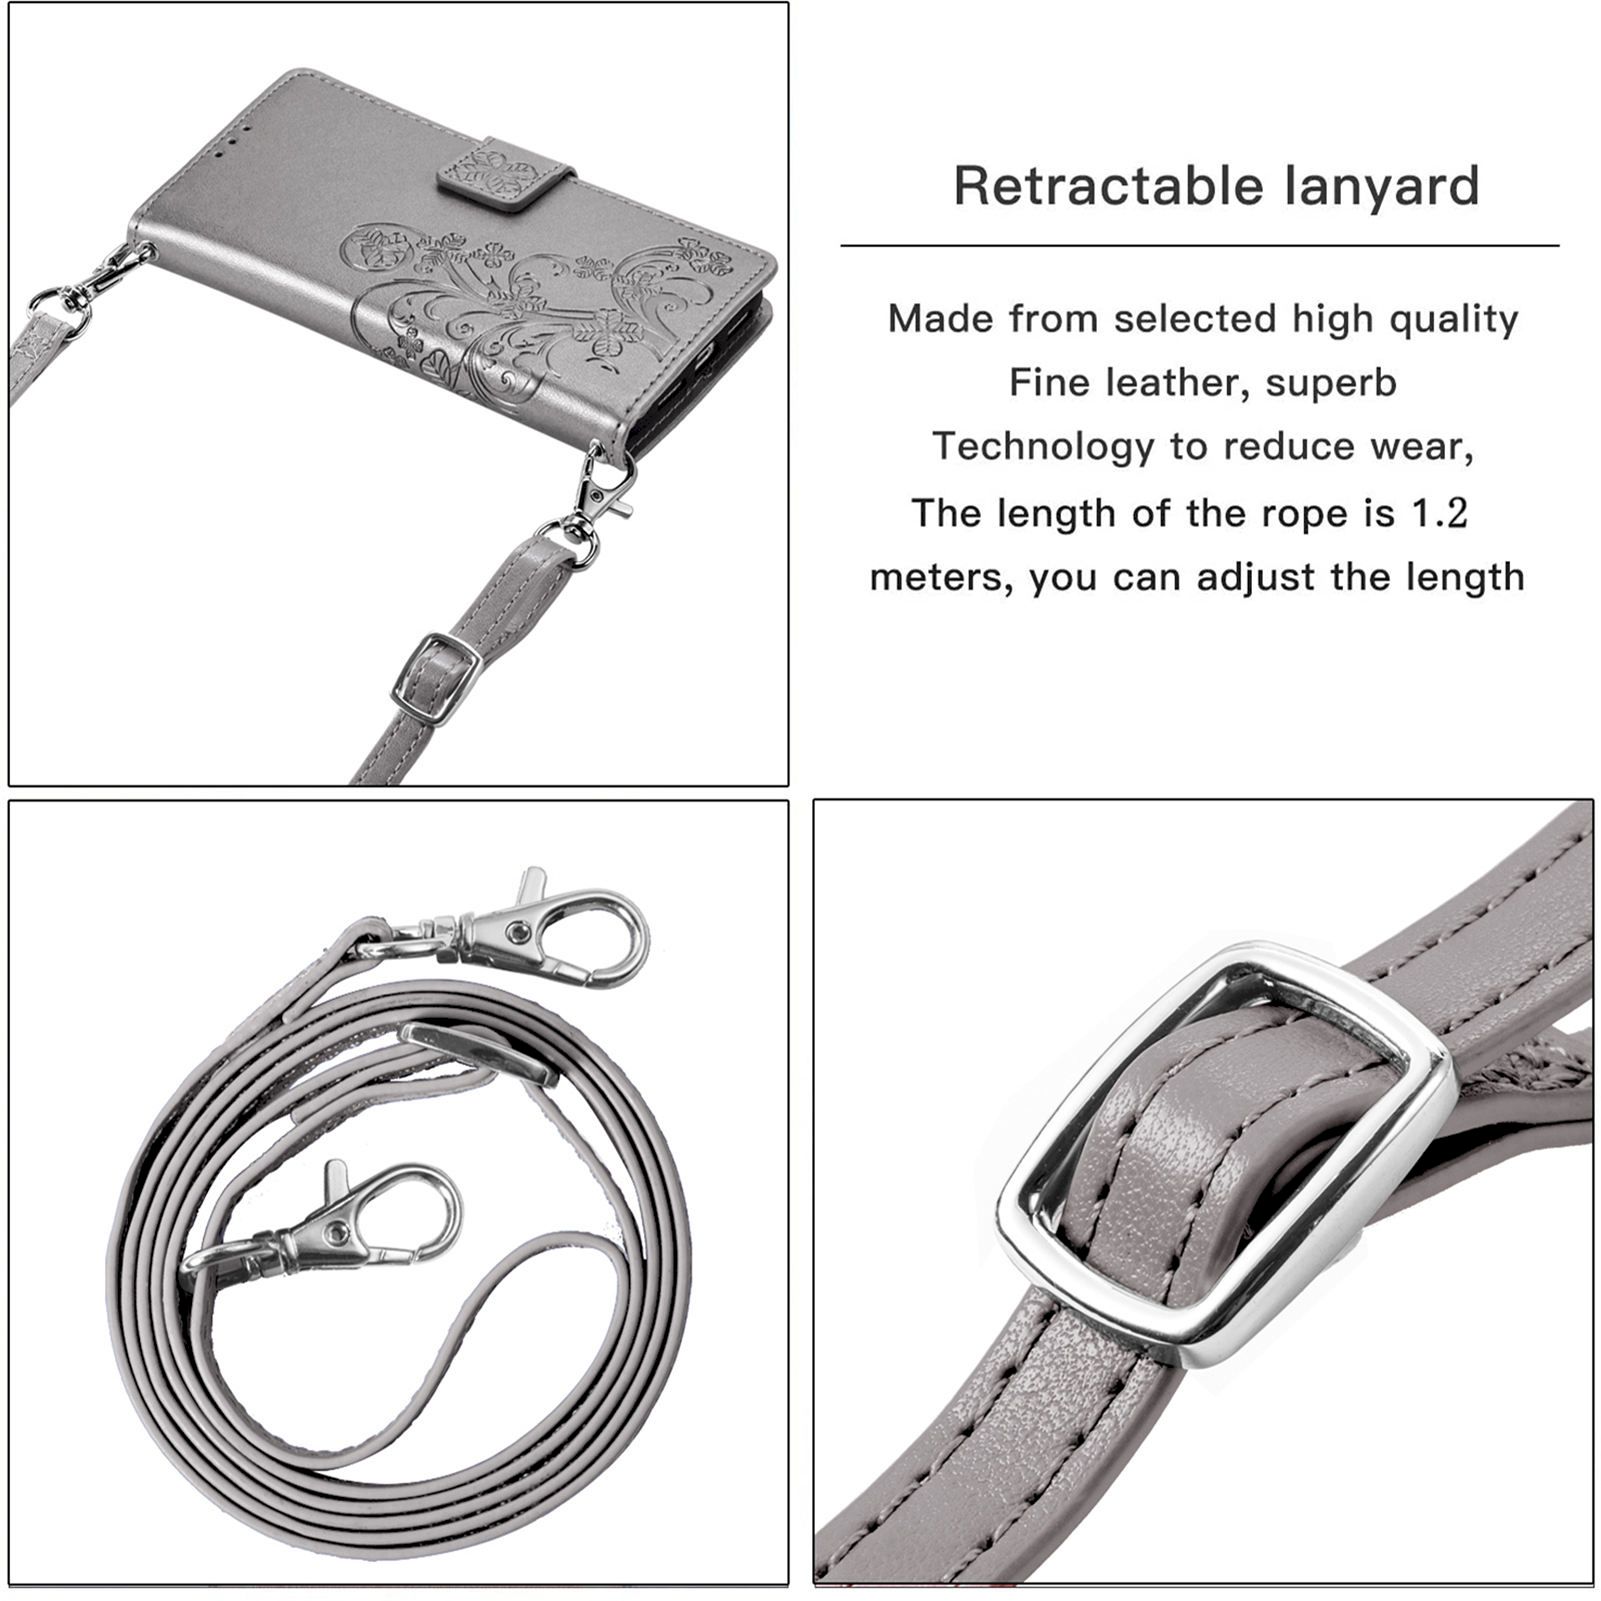 Retractable lanyard
Made from selected high quality
Fine leather, superb
Technology to reduce wear,
The length of the rope is 1.2
meters, you can adjust the length